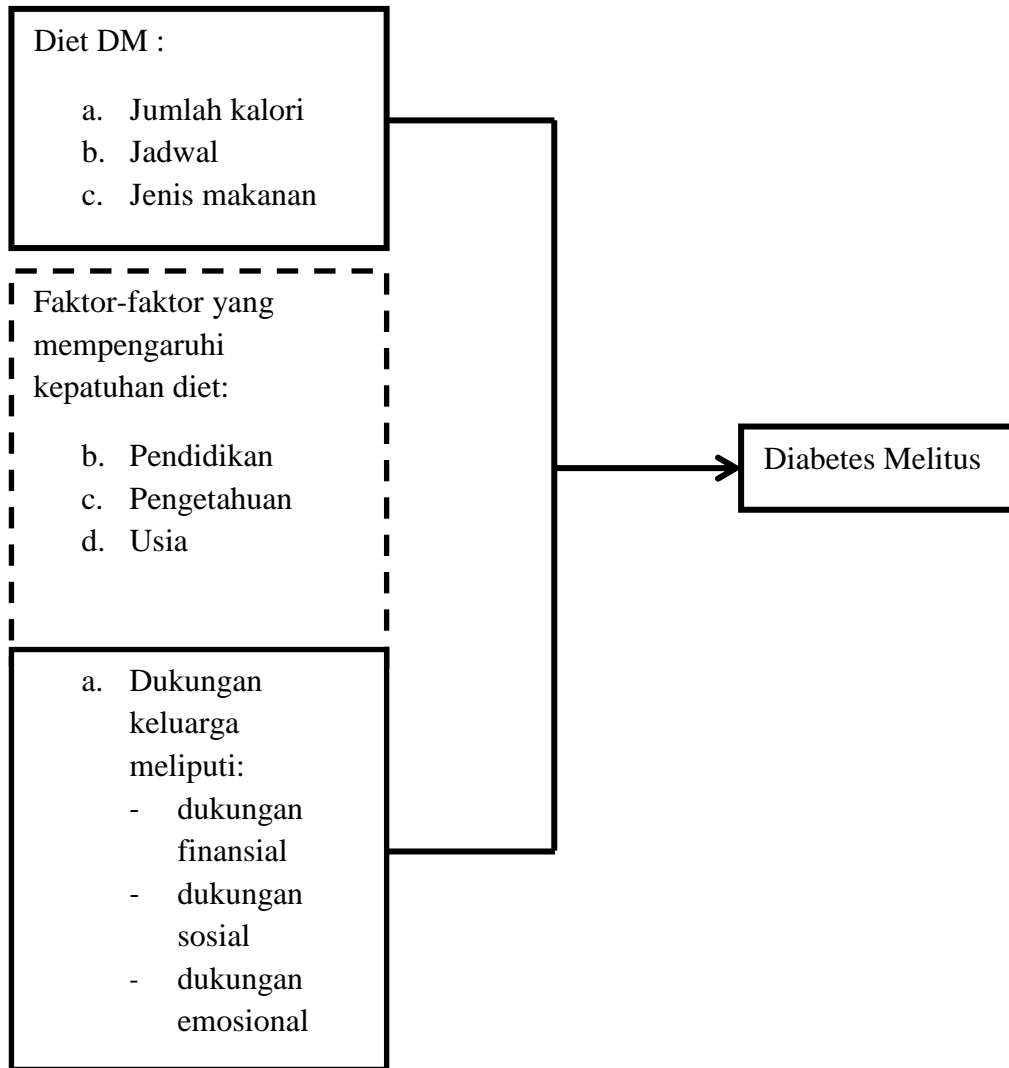 Diet DM :
a. Jumlah kalori
b. Jadwal
c. Jenis makanan
Faktor-faktor yang
mempengaruhi
kepatuhan diet:
b. Pendidikan
c. Pengetahuan
d. Usia
a. Dukungan
keluarga
meliputi:
- dukungan
finansial
- dukungan
sosial
- dukungan
emosional
Diabetes Melitus